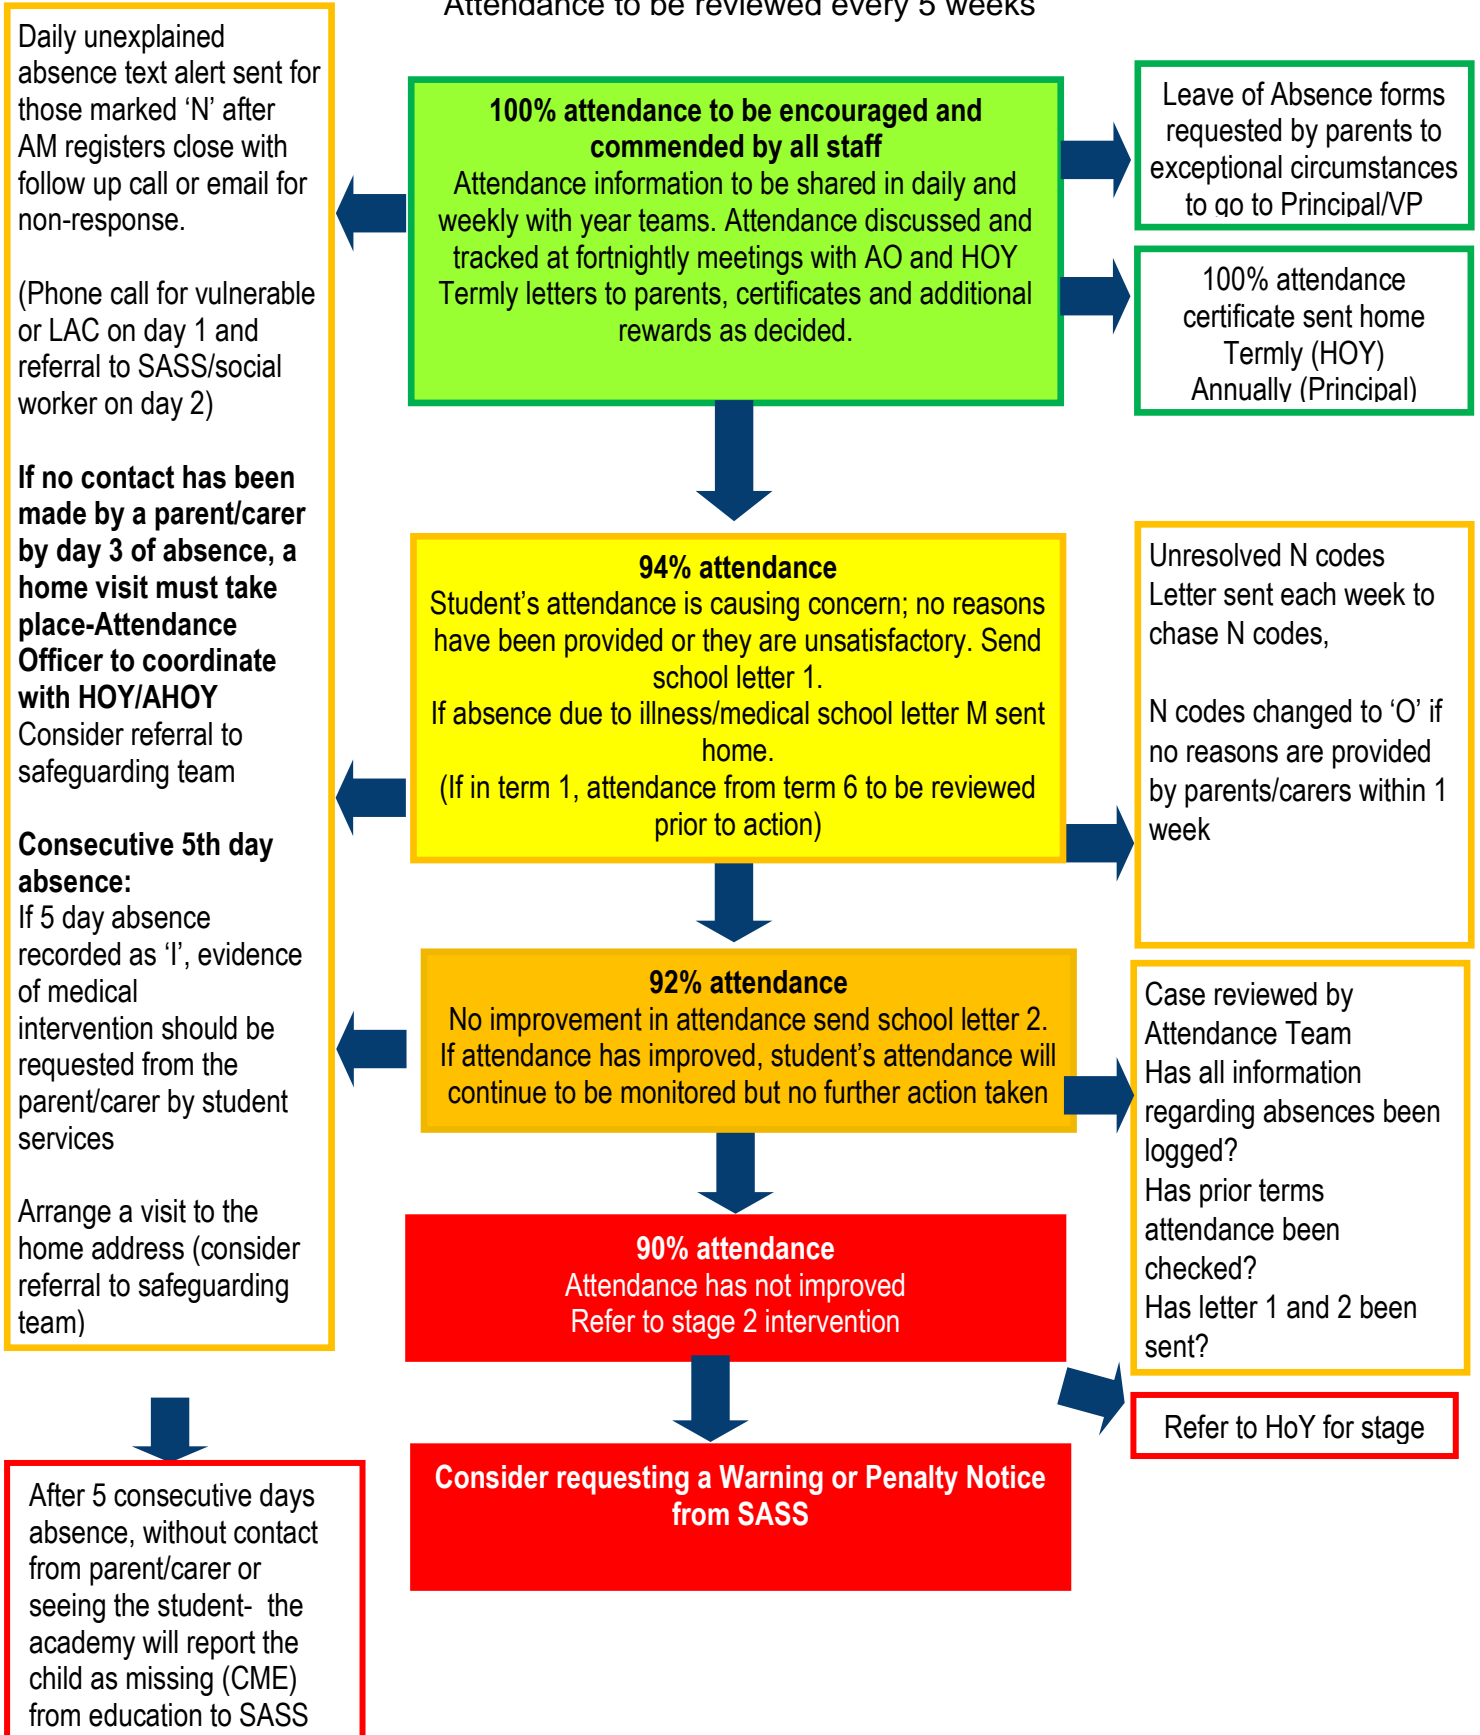 Attendance to be reviewed every 5 weeks
Daily unexplained
absence text alert sent for
those marked ‘N’ after
AM registers close with
follow up call or email for
non-response.
(Phone call for vulnerable
or LAC on day 1 and
referral to SASS/social
worker on day 2)
If no contact has been
made by a parent/carer
by day 3 of absence, a
home visit must take
place-Attendance
Officer to coordinate
with HOY/AHOY
Consider referral to
safeguarding team
Consecutive 5th day
absence:
If 5 day absence
recorded as ‘I’, evidence
of medical
intervention should be
requested from the
parent/carer by student
services
Arrange a visit to the
home address (consider
referral to safeguarding
team)
After 5 consecutive days
absence, without contact
from parent/carer or
seeing the student- the
academy will report the
child as missing (CME)
from education to SASS
100% attendance to be encouraged and
commended by all staff
Attendance information to be shared in daily and
weekly with year teams. Attendance discussed and
tracked at fortnightly meetings with AO and HOY
Termly letters to parents, certificates and additional
rewards as decided.
94% attendance
Student’s attendance is causing concern; no reasons
have been provided or they are unsatisfactory. Send
school letter 1.
If absence due to illness/medical school letter M sent
home.
(If in term 1, attendance from term 6 to be reviewed
prior to action)
92% attendance
No improvement in attendance send school letter 2.
If attendance has improved, student’s attendance will
continue to be monitored but no further action taken
90% attendance
Attendance has not improved
Refer to stage 2 intervention
Consider requesting a Warning or Penalty Notice
from SASS
Leave of Absence forms
requested by parents to
exceptional circumstances
to go to Principal/VP
100% attendance
certificate sent home
Termly (HOY)
Annually (Principal)
Unresolved N codes
Letter sent each week to
chase N codes,
N codes changed to ‘O’ if
no reasons are provided
by parents/carers within 1
week
Case reviewed by
Attendance Team
Has all information
regarding absences been
logged?
Has prior terms
attendance been
checked?
Has letter 1 and 2 been
sent?
Refer to HoY for stage